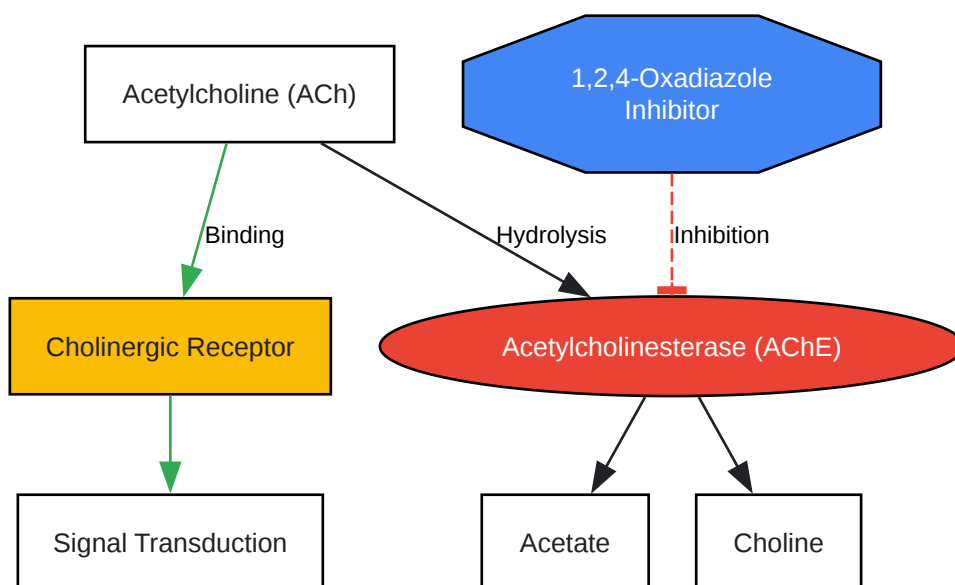 Acetylcholine (ACh)
1,2,4-Oxadiazole
Inhibitor
Binding
Hydrolysis
Inhibition
Cholinergic Receptor
Acetylcholinesterase (AChE)
Signal Transduction
Acetate
Choline